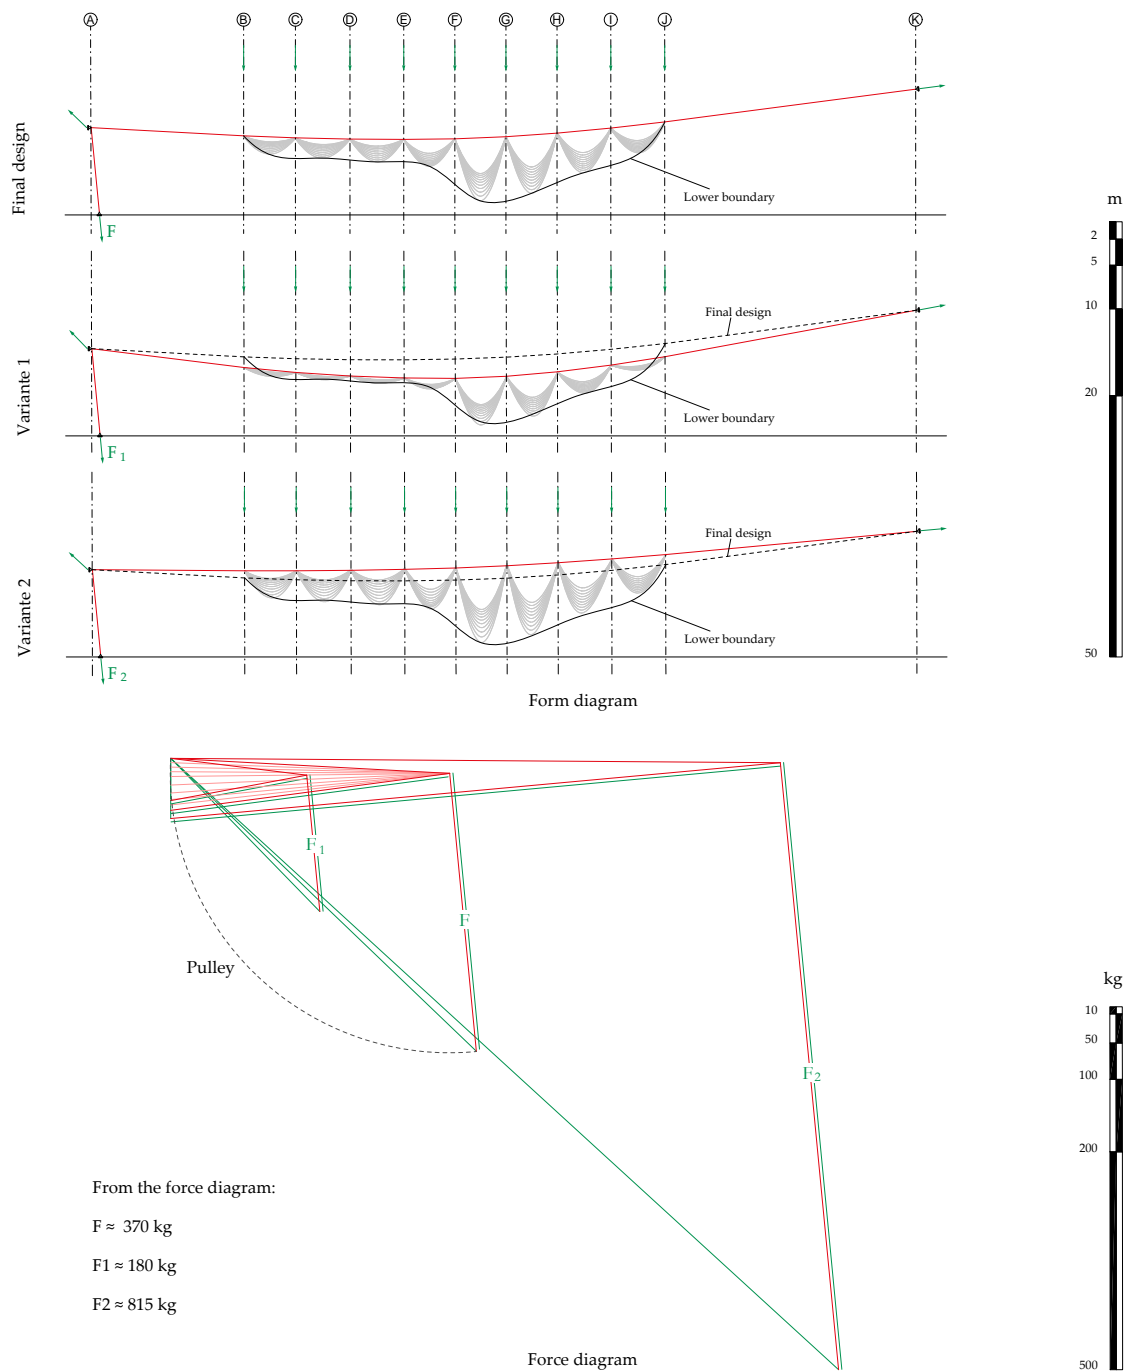 A B C D E F G H I J K
Final design
F
Lower boundary
m
2
5
10
20
50
Variante 1
Final design
Lower boundary
F1
Variante 2
Final design
Lower boundary
F2
Form diagram
F1
F
Pulley
F2
kg
10
50
100
200
500
From the force diagram:
F ≈ 370 kg
F1 ≈ 180 kg
F2 ≈ 815 kg
Force diagram